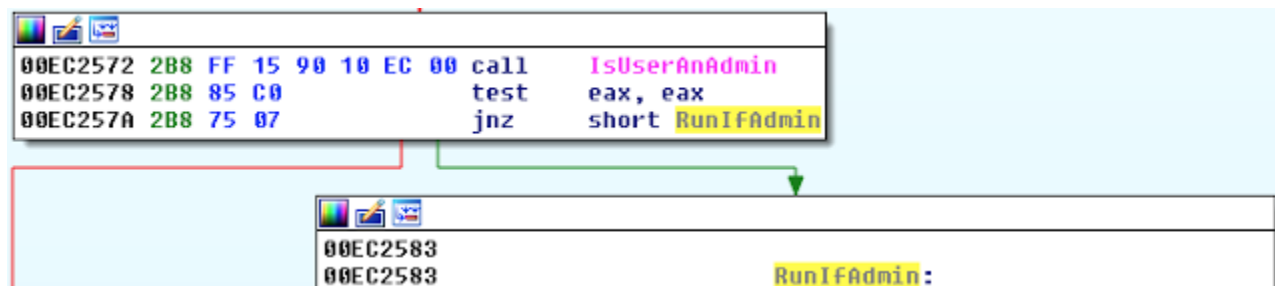 00EC2572 2B8 FF 15 90 10 EC 00 call IsUserAnAdmin
00EC2578 2B8 85 C0 test eax, eax
00EC257A 2B8 75 07 jnz short RunIfAdmin
00EC2583
00EC2583 RunIfAdmin: